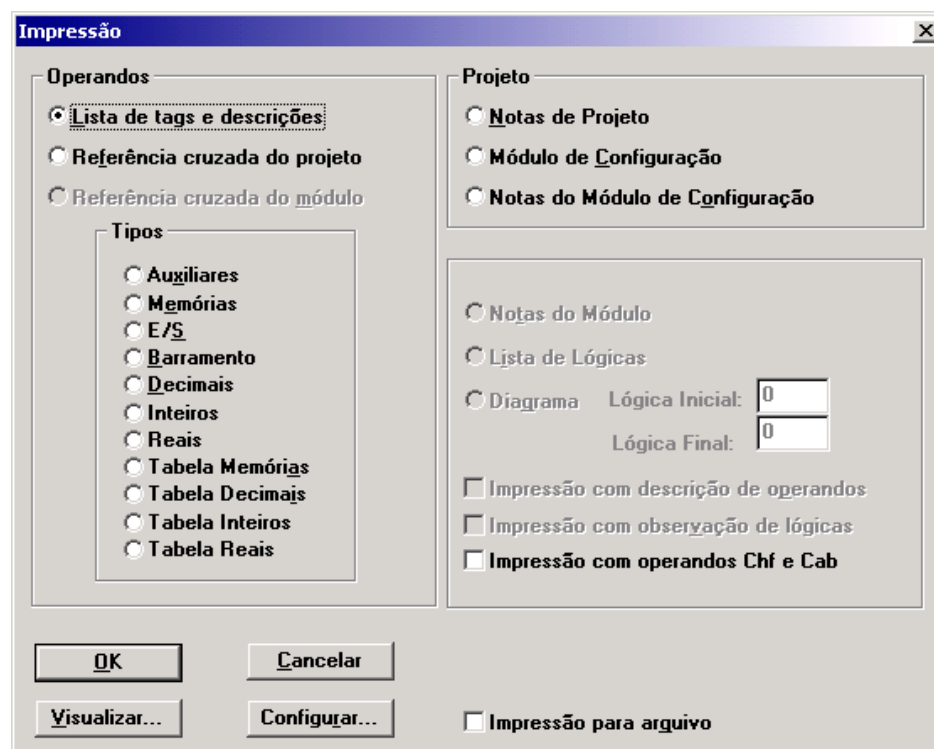 Impressão
Operandos
Lista de tags e descrições
Referência cruzada do projeto
Referência cruzada do módulo
Tipos
Auxiliares
Memórias
E/S
Barramento
Decimais
Inteiros
Reais
Tabela Memórias
Tabela Decimais
Tabela Inteiros
Tabela Reais
Projeto
Notas de Projeto
Módulo de Configuração
Notas do Módulo de Configuração
Notas do Módulo
Lista de Lógicas
Diagrama Lógica Inicial: 0
Lógica Final: 0
Impressão com descrição de operandos
Impressão com observação de lógicas
Impressão com operandos Chf e Cab
OK Cancelar
Visualizar... Configurar... Impressão para arquivo